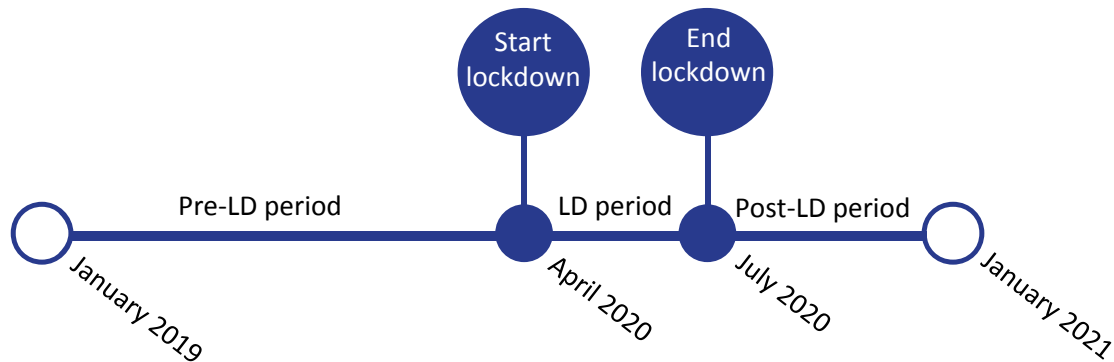 Start
lockdown
End
lockdown
Pre-LD period
LD period
Post-LD period
January 2019
April 2020
July 2020
January 2021